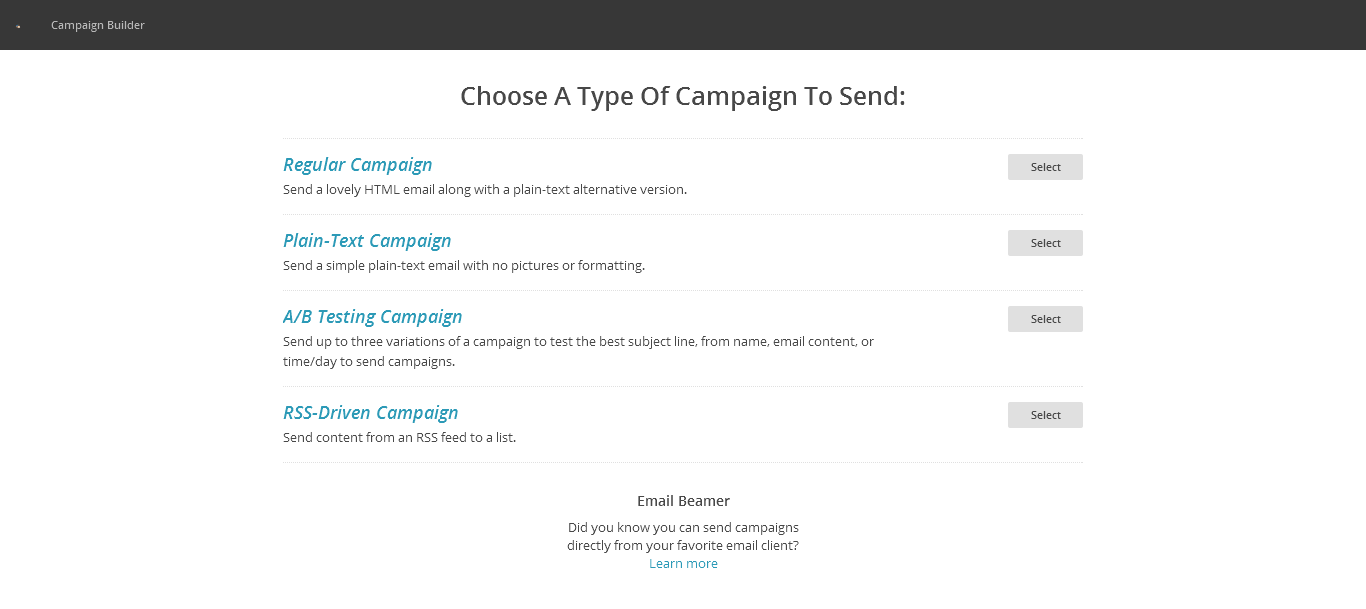 Campaign Builder
Choose A Type Of Campaign To Send:
Regular Campaign
Select
Send a lovely HTML email along with a plain-text alternative version.
Plain-Text Campaign
Select
Send a simple plain-text email with no pictures or formatting.
A/B Testing Campaign
Select
Send up to three variations of a campaign to test the best subject line, from name, email content, or
time/day to send campaigns.
RSS-Driven Campaign
Select
Send content from an RSS feed to a list.
Email Beamer
Did you know you can send campaigns
directly from your favorite email client?
Learn more